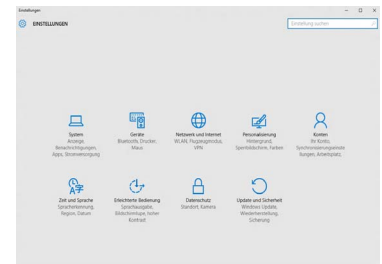 Einstellungen
EINSTELLUNGEN
Einstellung suchen
System
Anzeige,
Benachrichtigungen,
Apps, Stromversorgung
Geräte
Bluetooth, Drucker,
Maus
Netzwerk und Internet
WLAN, Flugzeugmodus,
VPN
Personalisierung
Hintergrund,
Sperrbildschirm, Farben
Konten
Ihr Konto,
Synchronisierungseinste
llungen, Arbeitsplatz,
Zeit und Sprache
Spracherkennung,
Region, Datum
Erleichterte Bedienung
Sprachausgabe,
Bildschirmlupe, hoher
Kontrast
Datenschutz
Standort, Kamera
Update und Sicherheit
Windows Update,
Wiederherstellung,
Sicherung